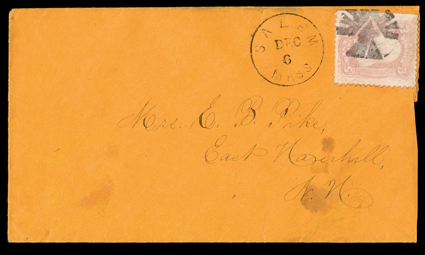 SALEM
DEC
6
MASS
Mrs. E. B. Pike,
East Haverhill,
N. H.